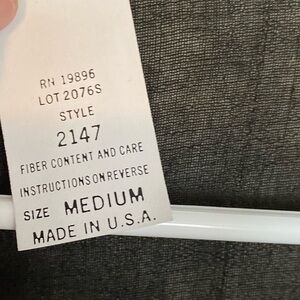 RN 19896
LOT 2076S
STYLE
2147
FIBER CONTENT AND CARE
INSTRUCTIONS ON REVERSE
SIZE MEDIUM
MADE IN U.S.A.